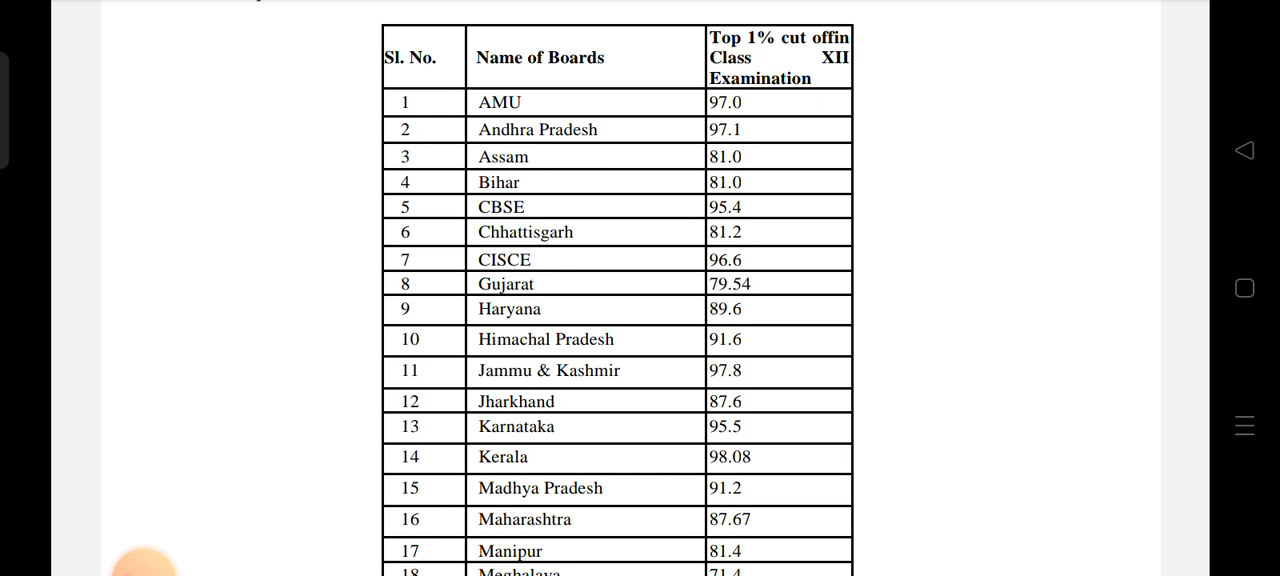 Sl. No. Name of Boards Top 1% cut offin Class XII Examination
1 AMU 97.0
2 Andhra Pradesh 97.1
3 Assam 81.0
4 Bihar 81.0
5 CBSE 95.4
6 Chhattisgarh 81.2
7 CISCE 96.6
8 Gujarat 79.54
9 Haryana 89.6
10 Himachal Pradesh 91.6
11 Jammu & Kashmir 97.8
12 Jharkhand 87.6
13 Karnataka 95.5
14 Kerala 98.08
15 Madhya Pradesh 91.2
16 Maharashtra 87.67
17 Manipur 81.4
18 Meghalaya 71.4